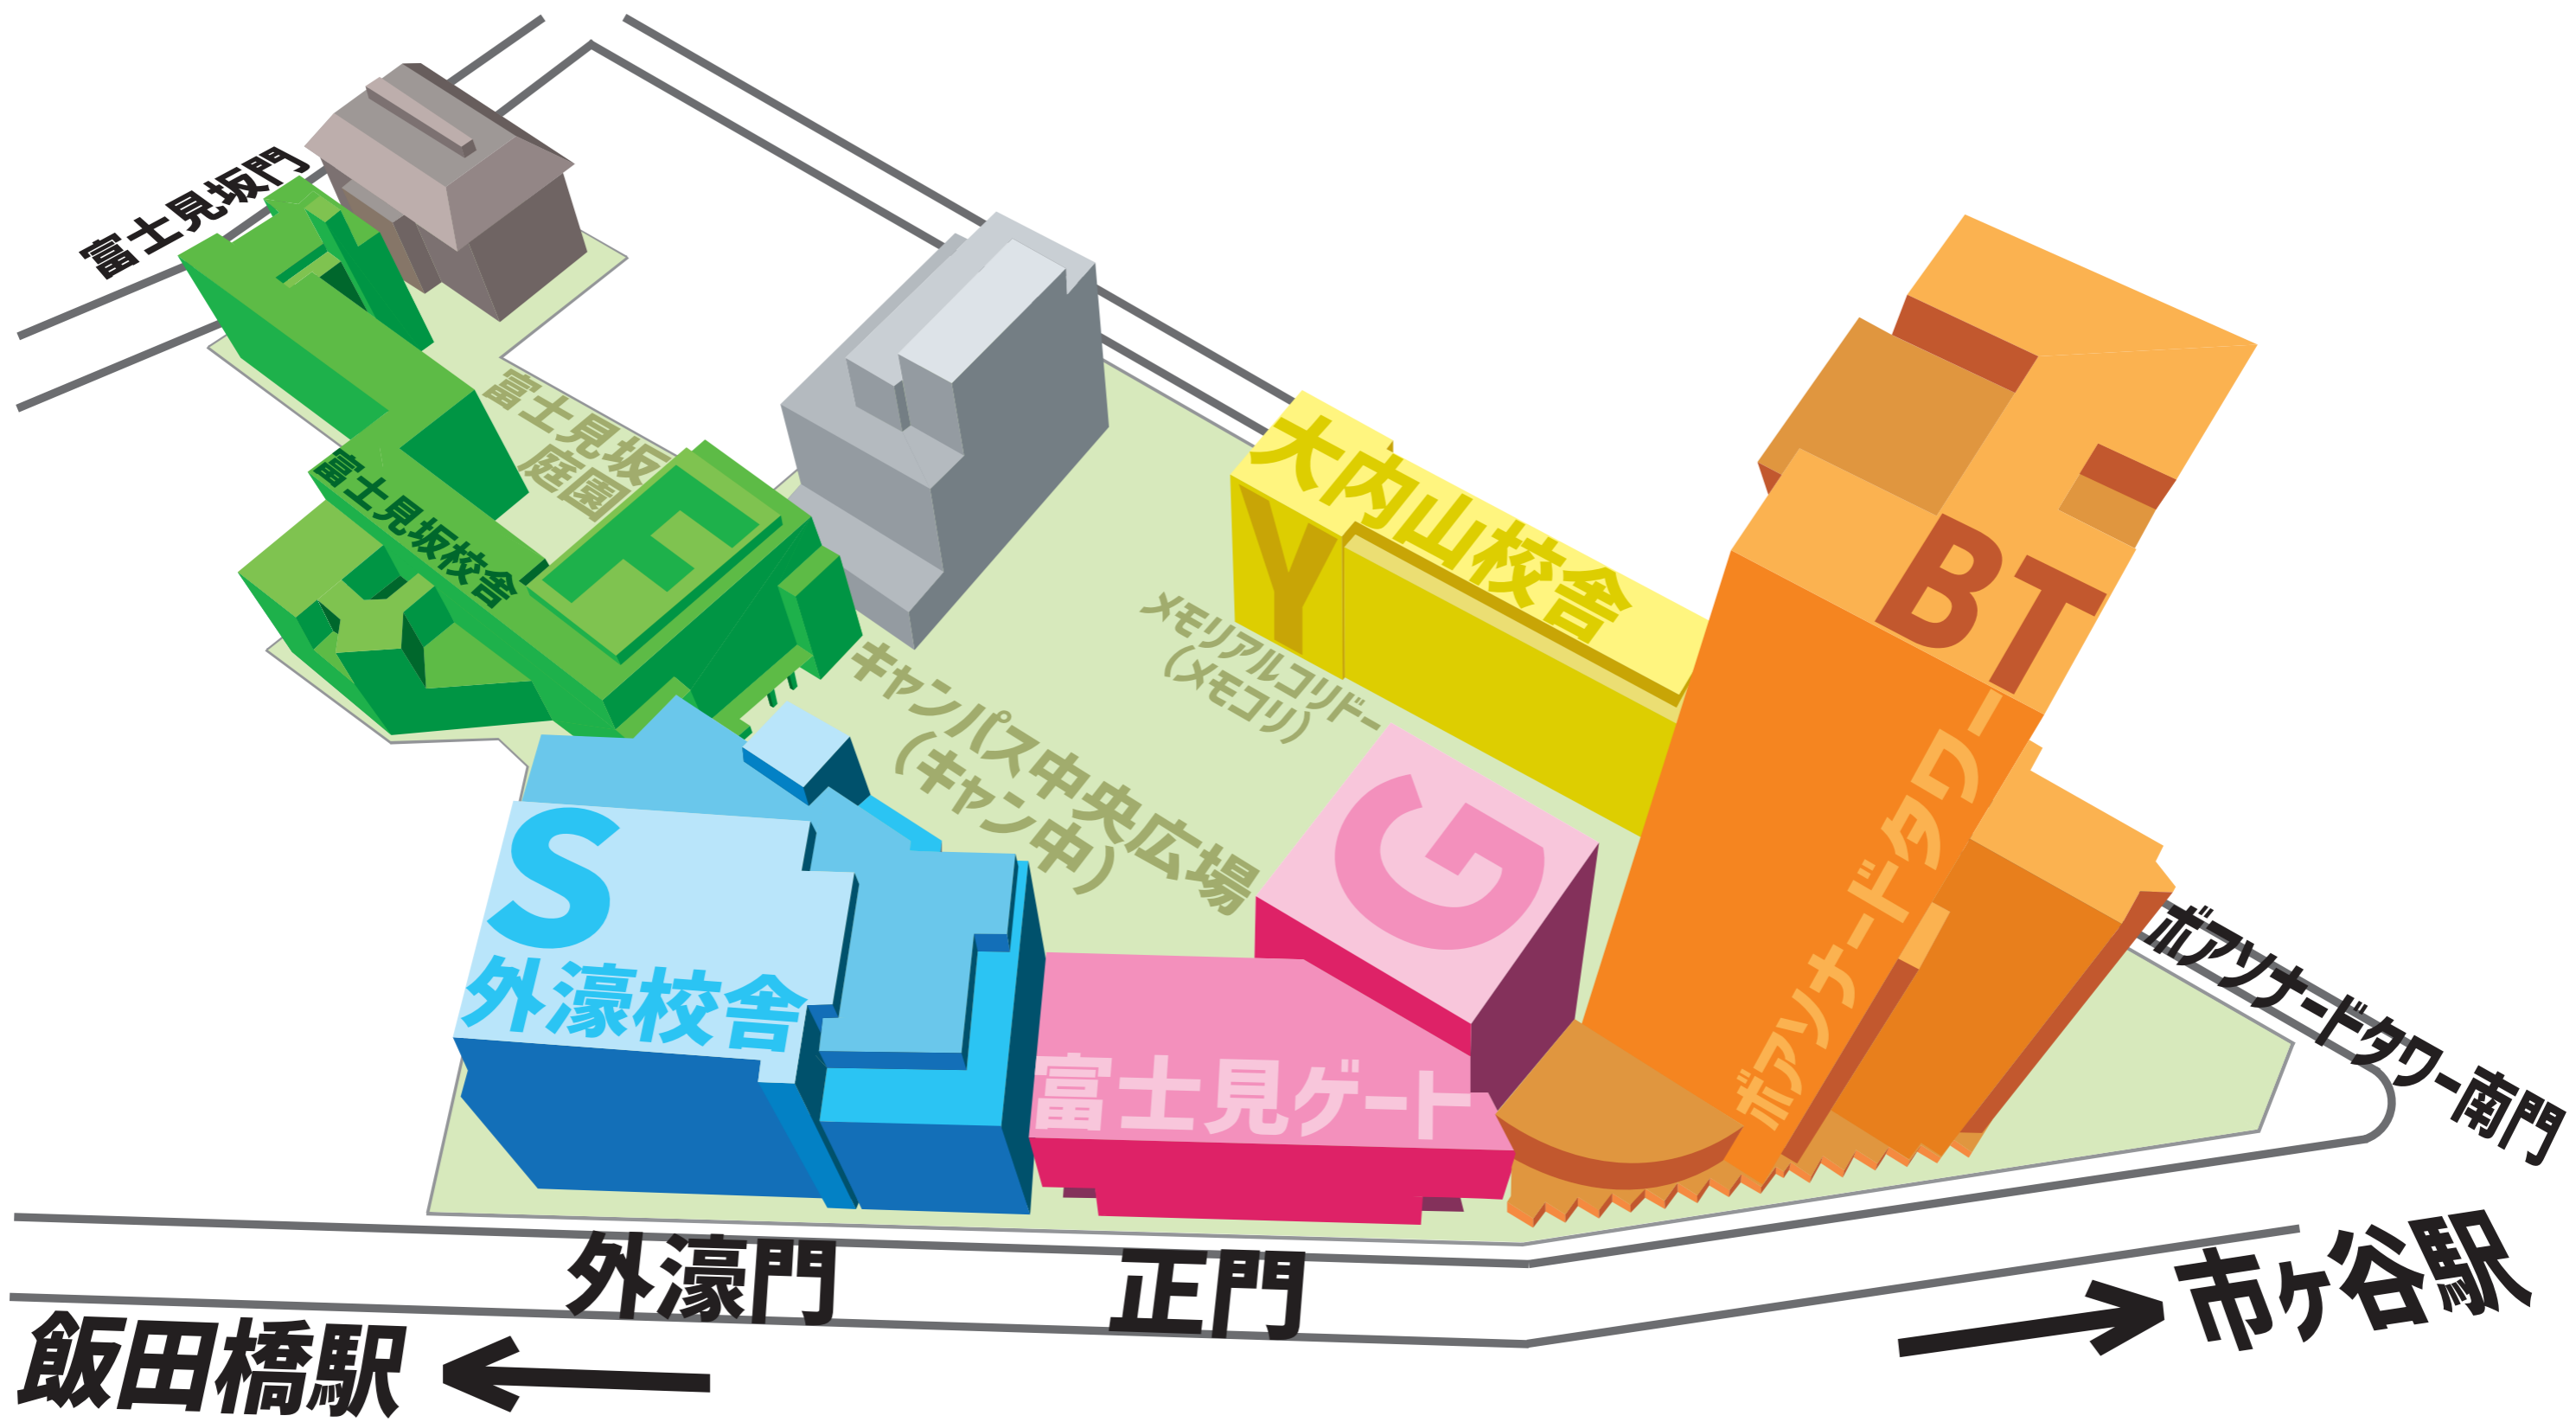 富士見坂門
富士見坂
庭園
F
富士見坂校舎
大内山校舎
Y
メモリアルコリドー
(メモコリ)
キャンパス中央広場
(キャン中)
BT
ボアソナードタワー
G
富士見ゲート
S
外濠校舎
ボアソナードタワー南門
外濠門
正門
飯田橋駅
市ヶ谷駅